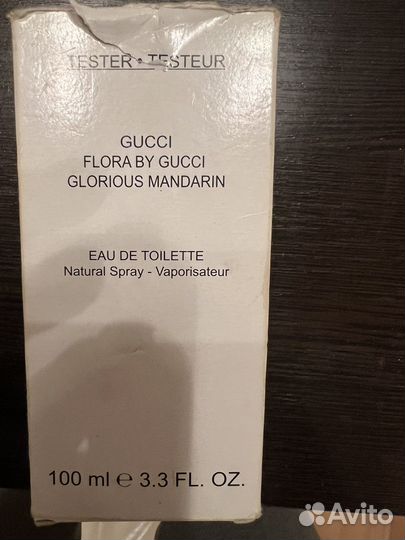 TESTER • TESTEUR
GUCCI
FLORA BY GUCCI
GLORIOUS MANDARIN
EAU DE TOILETTE
Natural Spray - Vaporisateur
100 ml ℮ 3.3 FL. OZ.
Avito